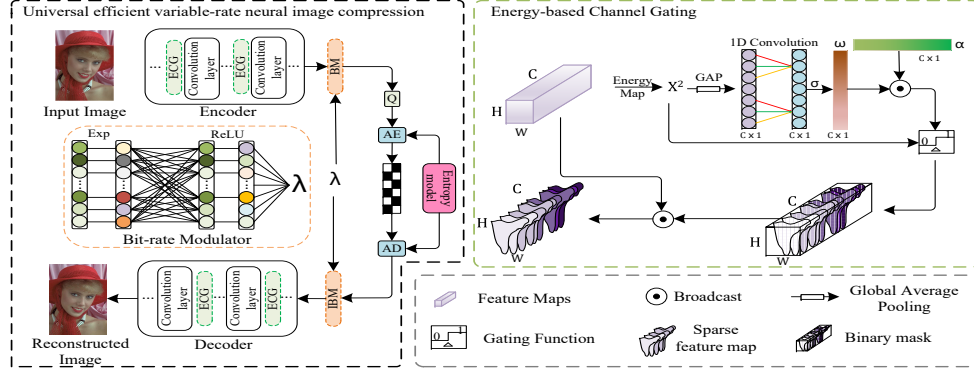 Universal efficient variable-rate neural image compression
Input Image
ECG
Convolution
layer
ECG
Convolution
layer
Encoder
BM
Q
AE
Entropy
model
AD
λ
Exp
ReLU
λ
Bit-rate Modulator
Convolution
layer
ECG
Convolution
layer
ECG
Decoder
IBM
Reconstructed
Image
Energy-based Channel Gating
C
H
W
Energy
Map
X²
GAP
1D Convolution
C×1
C×1
σ
ω
C×1
α
C×1
0
1
C
H
W
C
H
W
Feature Maps
Broadcast
Global Average
Pooling
0
1
Gating Function
Sparse
feature map
Binary mask